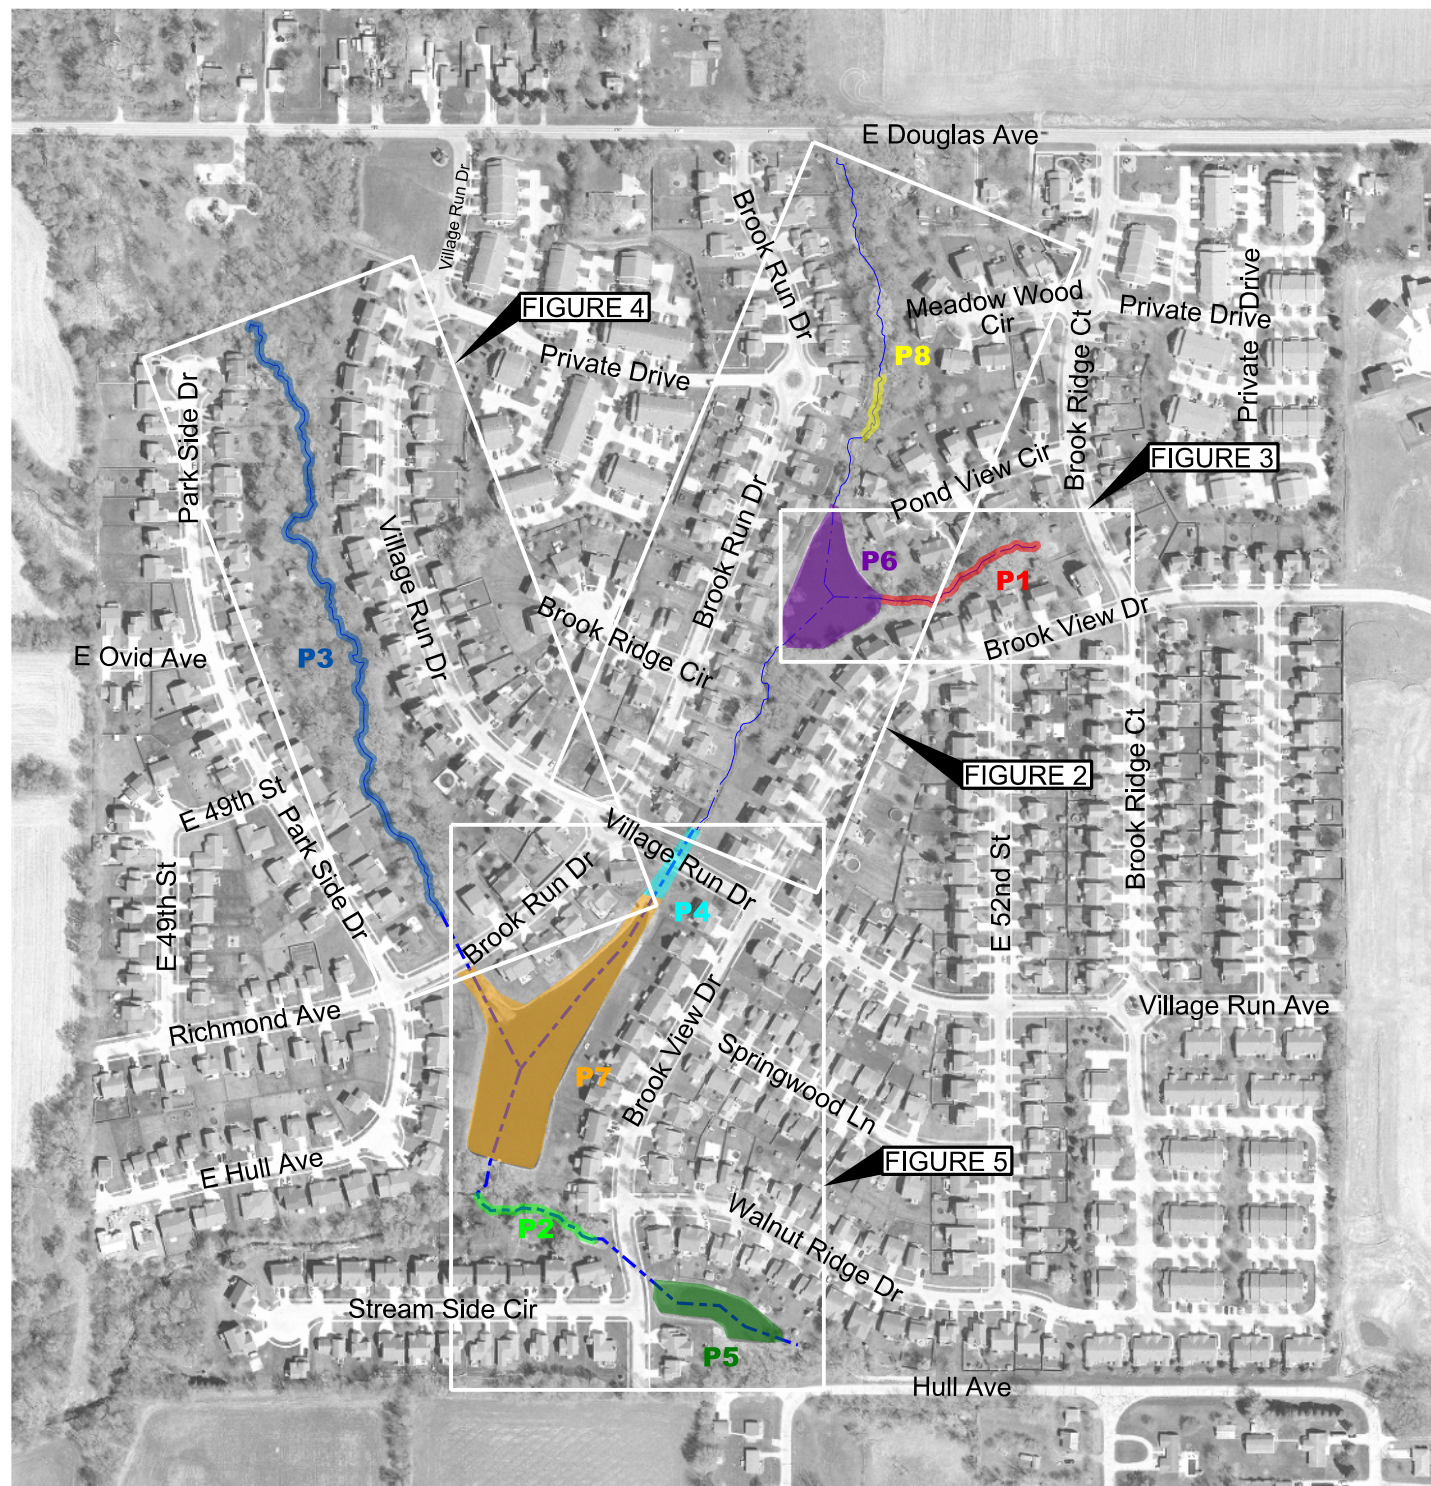 E Douglas Ave
Village Run Dr
Brook Run Dr
Meadow Wood
Cir
Private Drive
Private Drive
FIGURE 4
Private Drive
P8
Brook Ridge Ct
Park Side Dr
FIGURE 3
Pond View Cir
Village Run Dr
Brook Run Dr
P6
P1
Brook Ridge Cir
Brook View Dr
E Ovid Ave
P3
FIGURE 2
Brook Ridge Ct
E 49th St
Park Side Dr
Village Run Dr
Brook Run Dr
E 49th St
P4
E 52nd St
Richmond Ave
Village Run Ave
Brook View Dr
Springwood Ln
P7
E Hull Ave
FIGURE 5
P2
Walnut Ridge Dr
Stream Side Cir
P5
Hull Ave